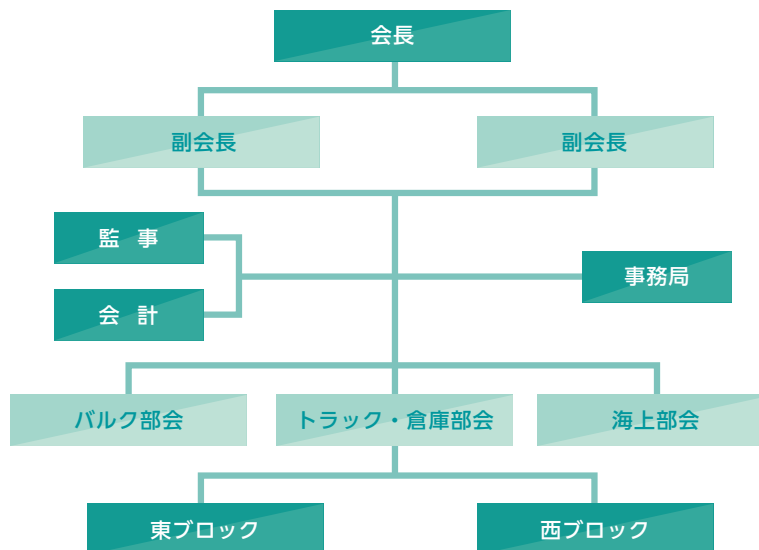 会長
副会長
副会長
監 事
事務局
会 計
バルク部会
トラック・倉庫部会
海上部会
東ブロック
西ブロック